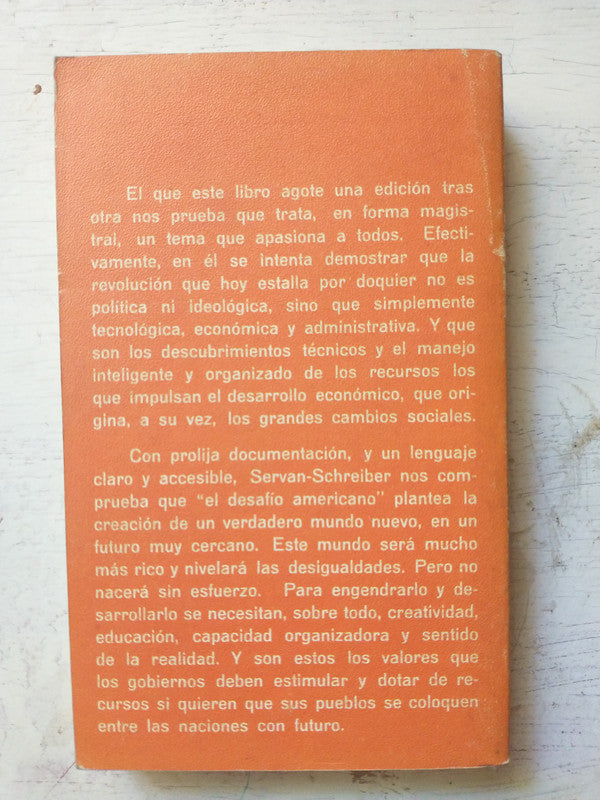 El que este libro agote una edición tras
otra nos prueba que trata, en forma magis-
tral, un tema que apasiona a todos. Efecti-
vamente, en él se intenta demostrar que la
revolución que hoy estalla por doquier no es
política ni ideológica, sino que simplemente
tecnológica, económica y administrativa. Y que
son los descubrimientos técnicos y el manejo
inteligente y organizado de los recursos los
que impulsan el desarrollo económico, que ori-
gina, a su vez, los grandes cambios sociales.
Con prolija documentación, y un lenguaje
claro y accesible, Servan-Schreiber nos com-
prueba que "el desafío americano" plantea la
creación de un verdadero mundo nuevo, en un
futuro muy cercano. Este mundo será mucho
más rico y nivelará las desigualdades. Pero no
nacerá sin esfuerzo. Para engendrarlo y de-
sarrollarlo se necesitan, sobre todo, creatividad,
educación, capacidad organizadora y sentido
de la realidad. Y son estos los valores que
los gobiernos deben estimular y dotar de re-
cursos si quieren que sus pueblos se coloquen
entre las naciones con futuro.